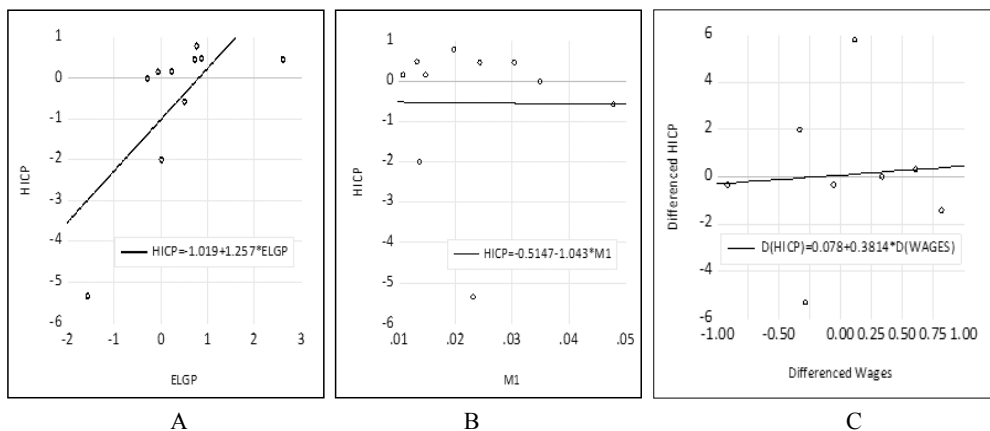 HICP
1
0
-1
-2
-3
-4
-5
-6
HICP=-1.019+1.257*ELGP
-2 -1 0 1 2 3
ELGP
A
HICP
1
0
-1
-2
-3
-4
-5
-6
HICP=-0.5147-1.043*M1
.01 .02 .03 .04 .05
M1
B
Differenced HICP
6
4
2
0
-2
-4
-6
D(HICP)=0.078+0.3814*D(WAGES)
-1.00 0.00 0.25 0.50 0.75 1.00
Differenced Wages
C